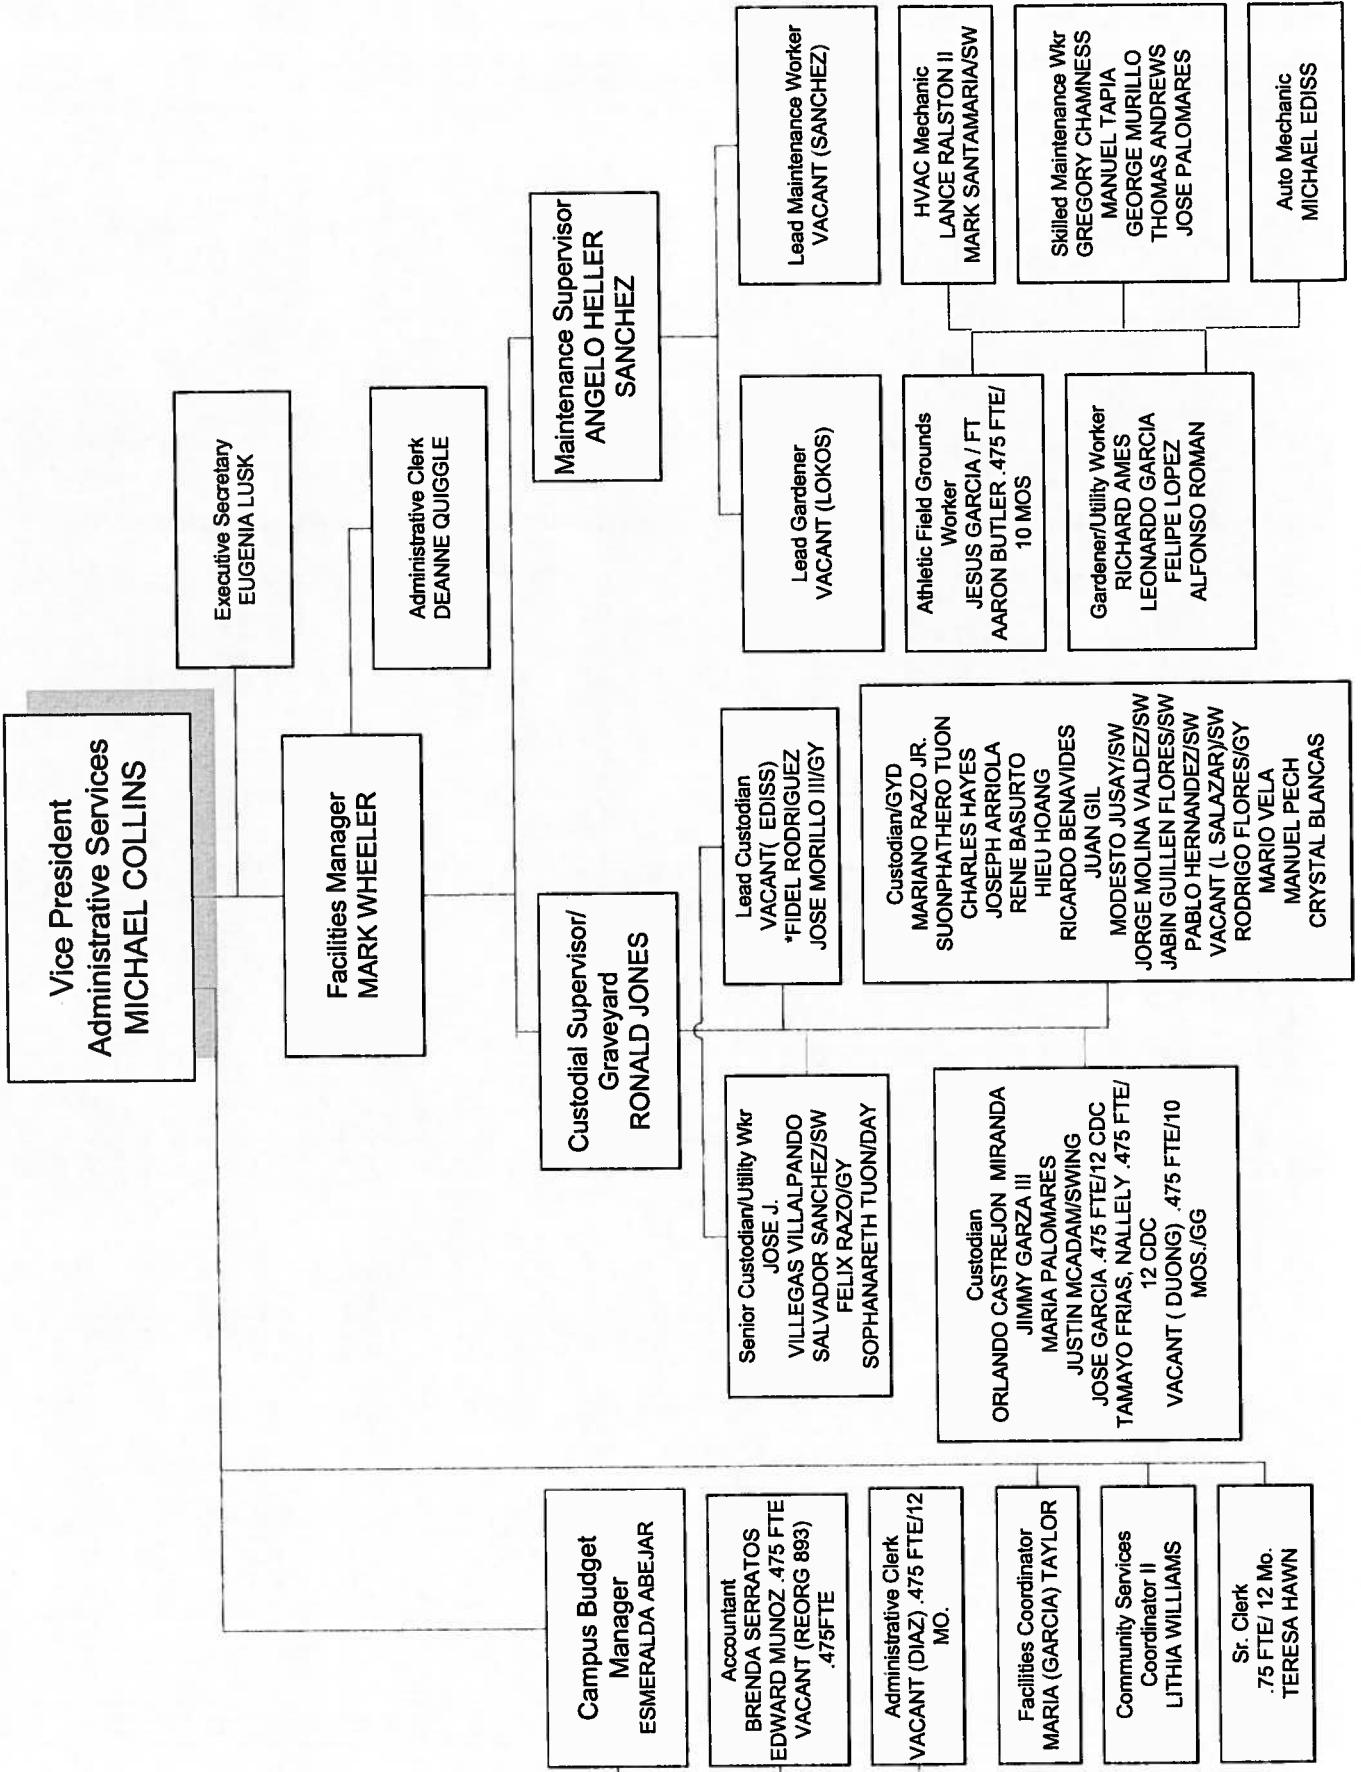 Vice President
Administrative Services
MICHAEL COLLINS
Executive Secretary
EUGENIA LUSK
Facilities Manager
MARK WHEELER
Administrative Clerk
DEANNE QUIGGLE
Campus Budget
Manager
ESMERALDA ABEJAR
Custodial Supervisor/
Graveyard
RONALD JONES
Maintenance Supervisor
ANGELO HELLER
SANCHEZ
Accountant
BRENDA SERRATOS
EDWARD MUNOZ .475 FTE
VACANT (REORG 893)
.475FTE
Administrative Clerk
VACANT (DIAZ) .475 FTE/12
MO.
Facilities Coordinator
MARIA (GARCIA) TAYLOR
Community Services
Coordinator II
LITHIA WILLIAMS
Sr. Clerk
.75 FTE/ 12 Mo.
TERESA HAWN
Senior Custodian/Utility Wkr
JOSE J.
VILLEGAS VILLALPANDO
SALVADOR SANCHEZ/SW
FELIX RAZO/GY
SOPHANARETH TUON/DAY
Lead Custodian
VACANT( EDISS)
*FIDEL RODRIGUEZ
JOSE MORILLO III/GY
Custodian
ORLANDO CASTREJON MIRANDA
JIMMY GARZA III
MARIA PALOMARES
JUSTIN MCADAM/SWING
JOSE GARCIA .475 FTE/12 CDC
TAMAYO FRIAS, NALLELY .475 FTE/
12 CDC
VACANT ( DUONG) .475 FTE/10
MOS./GG
Custodian/GYD
MARIANO RAZO JR.
SUONPHATHERO TUON
CHARLES HAYES
JOSEPH ARRIOLA
RENE BASURTO
HIEU HOANG
RICARDO BENAVIDES
JUAN GIL
MODESTO JUSAY/SW
JORGE MOLINA VALDEZ/SW
JABIN GUILLEN FLORES/SW
PABLO HERNANDEZ/SW
VACANT (L SALAZAR)/SW
RODRIGO FLORES/GY
MARIO VELA
MANUEL PECH
CRYSTAL BLANCAS
Lead Gardener
VACANT (LOKOS)
Lead Maintenance Worker
VACANT (SANCHEZ)
Athletic Field Grounds
Worker
JESUS GARCIA / FT
AARON BUTLER .475 FTE/
10 MOS
HVAC Mechanic
LANCE RALSTON II
MARK SANTAMARIA/SW
Gardener/Utility Worker
RICHARD AMES
LEONARDO GARCIA
FELIPE LOPEZ
ALFONSO ROMAN
Skilled Maintenance Wkr
GREGORY CHAMNESS
MANUEL TAPIA
GEORGE MURILLO
THOMAS ANDREWS
JOSE PALOMARES
Auto Mechanic
MICHAEL EDISS